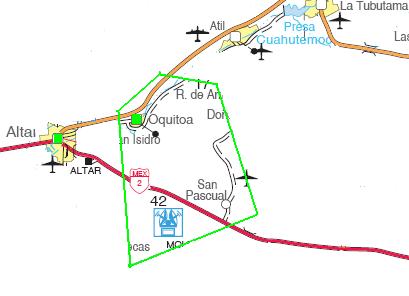 La Tubutama
Atil
Presa
Cuahutemoc
Las
R. de An
Oquitoa
Don
Altar
an Isidro
ALTAR
MEX
2
San
Pascual
42
ocas
MOL